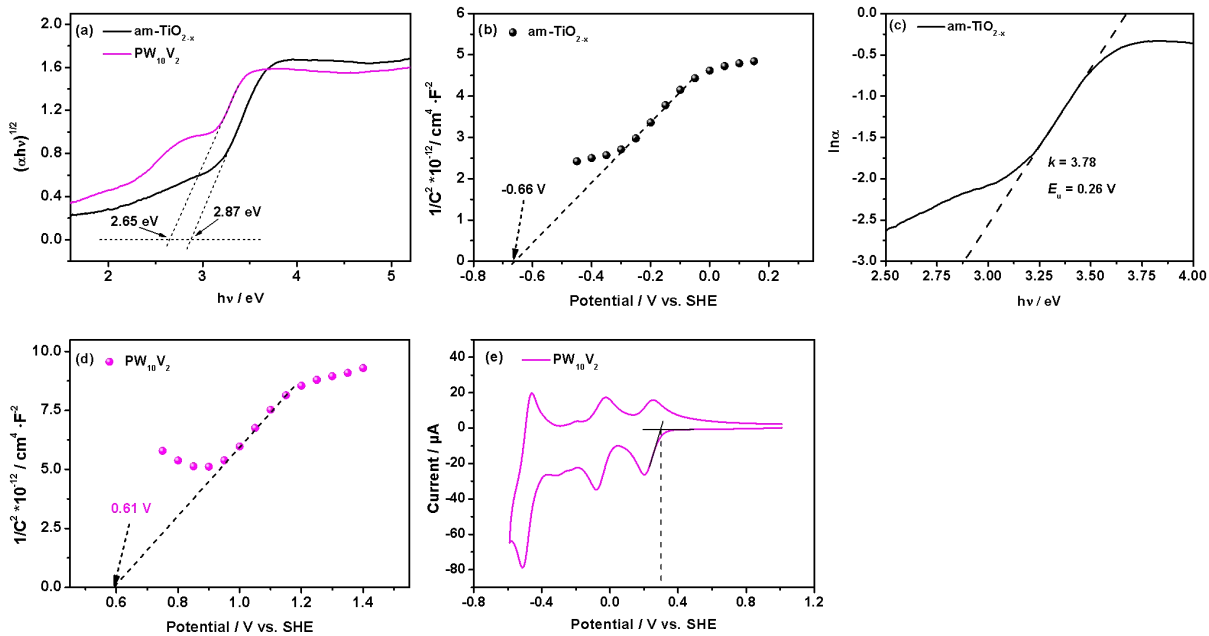 (a)
am-TiO2-x
PW10V2
(αhν)1/2
2.0
1.6
1.2
0.8
0.4
0.0
2.65 eV
2.87 eV
2
3
4
5
hν / eV
(b)
am-TiO2-x
1/C2 *10-12/ cm4 ·F-2
6
5
4
3
2
1
0
-0.66 V
-0.8
-0.6
-0.4
-0.2
0.0
0.2
Potential / V vs. SHE
(c)
am-TiO2-x
lnα
0.0
-0.5
-1.0
-1.5
-2.0
-2.5
-3.0
k = 3.78
Eu = 0.26 V
2.50
2.75
3.00
3.25
3.50
3.75
4.00
hν / eV
(d)
PW10V2
1/C2 *10-12/ cm4 ·F-2
10.0
7.5
5.0
2.5
0.0
0.61 V
0.6
0.8
1.0
1.2
1.4
Potential / V vs. SHE
(e)
PW10V2
Current / µA
40
20
0
-20
-40
-60
-80
-0.8
-0.4
0.0
0.4
0.8
1.2
Potential / V vs. SHE